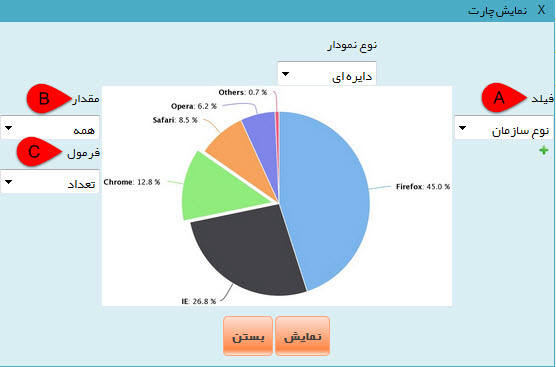 X نمایش چارت
نوع نمودار
دایره ای
فیلد A
نوع سازمان
B مقدار
همه
C فرمول
تعداد
Others: 0.7 %
Opera: 6.2 %
Safari: 8.5 %
Chrome: 12.8 %
Firefox: 45.0 %
IE: 26.8 %
نمایش بستن